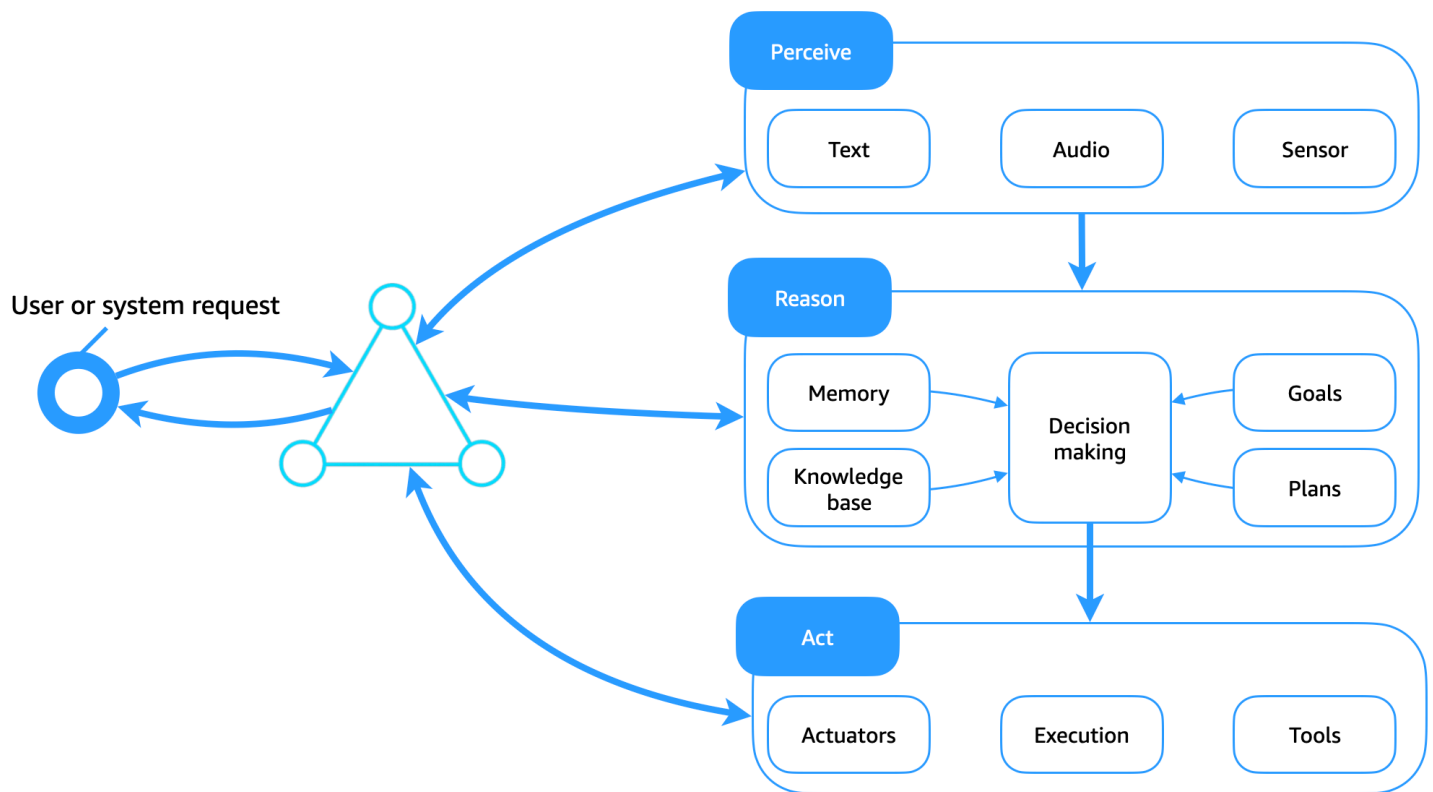 Perceive
Text
Audio
Sensor
User or system request
Reason
Memory
Knowledge
base
Decision
making
Goals
Plans
Act
Actuators
Execution
Tools